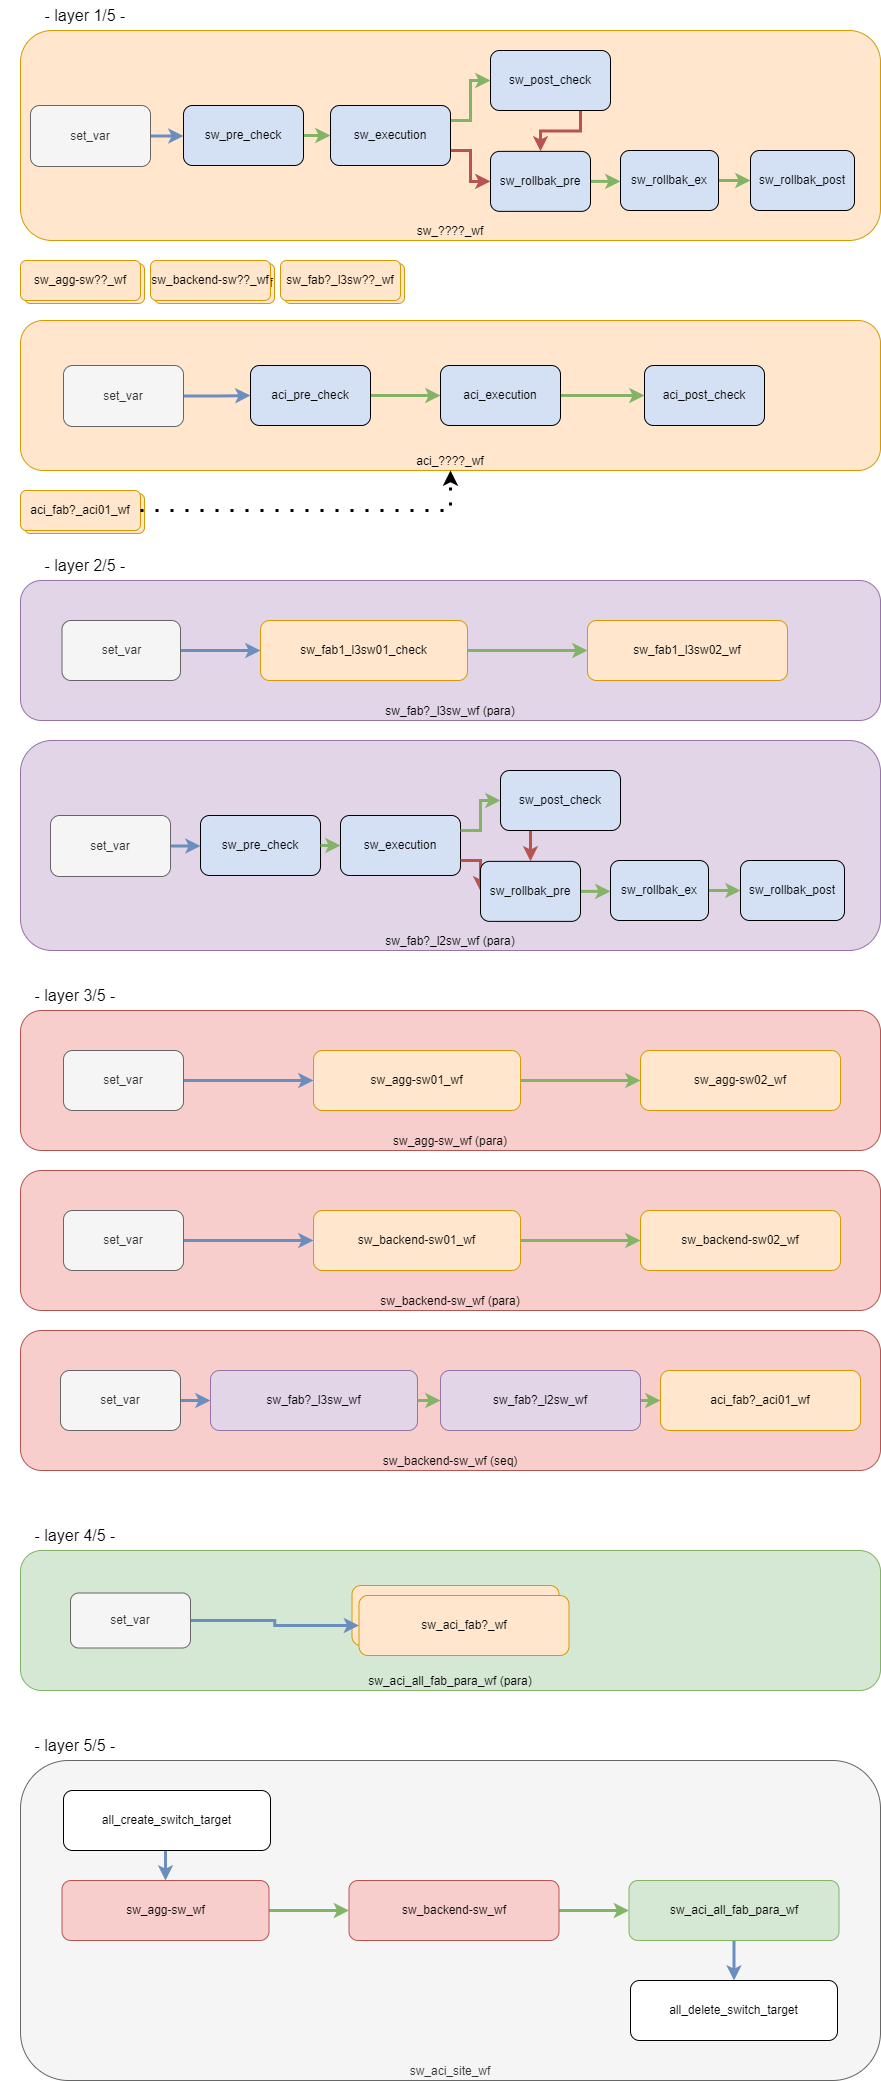 - layer 1/5 -
sw_post_check
set_var
sw_pre_check
sw_execution
sw_rollbak_pre
sw_rollbak_ex
sw_rollbak_post
sw_????_wf
sw_agg-sw??_wf
sw_backend-sw??_wf
sw_fab?_l3sw??_wf
set_var
aci_pre_check
aci_execution
aci_post_check
aci_????_wf
aci_fab?_aci01_wf
- layer 2/5 -
set_var
sw_fab1_l3sw01_check
sw_fab1_l3sw02_wf
sw_fab?_l3sw_wf (para)
sw_post_check
set_var
sw_pre_check
sw_execution
sw_rollbak_pre
sw_rollbak_ex
sw_rollbak_post
sw_fab?_l2sw_wf (para)
- layer 3/5 -
set_var
sw_agg-sw01_wf
sw_agg-sw02_wf
sw_agg-sw_wf (para)
set_var
sw_backend-sw01_wf
sw_backend-sw02_wf
sw_backend-sw_wf (para)
set_var
sw_fab?_l3sw_wf
sw_fab?_l2sw_wf
aci_fab?_aci01_wf
sw_backend-sw_wf (seq)
- layer 4/5 -
set_var
sw_aci_fab?_wf
sw_aci_all_fab_para_wf (para)
- layer 5/5 -
all_create_switch_target
sw_agg-sw_wf
sw_backend-sw_wf
sw_aci_all_fab_para_wf
all_delete_switch_target
sw_aci_site_wf